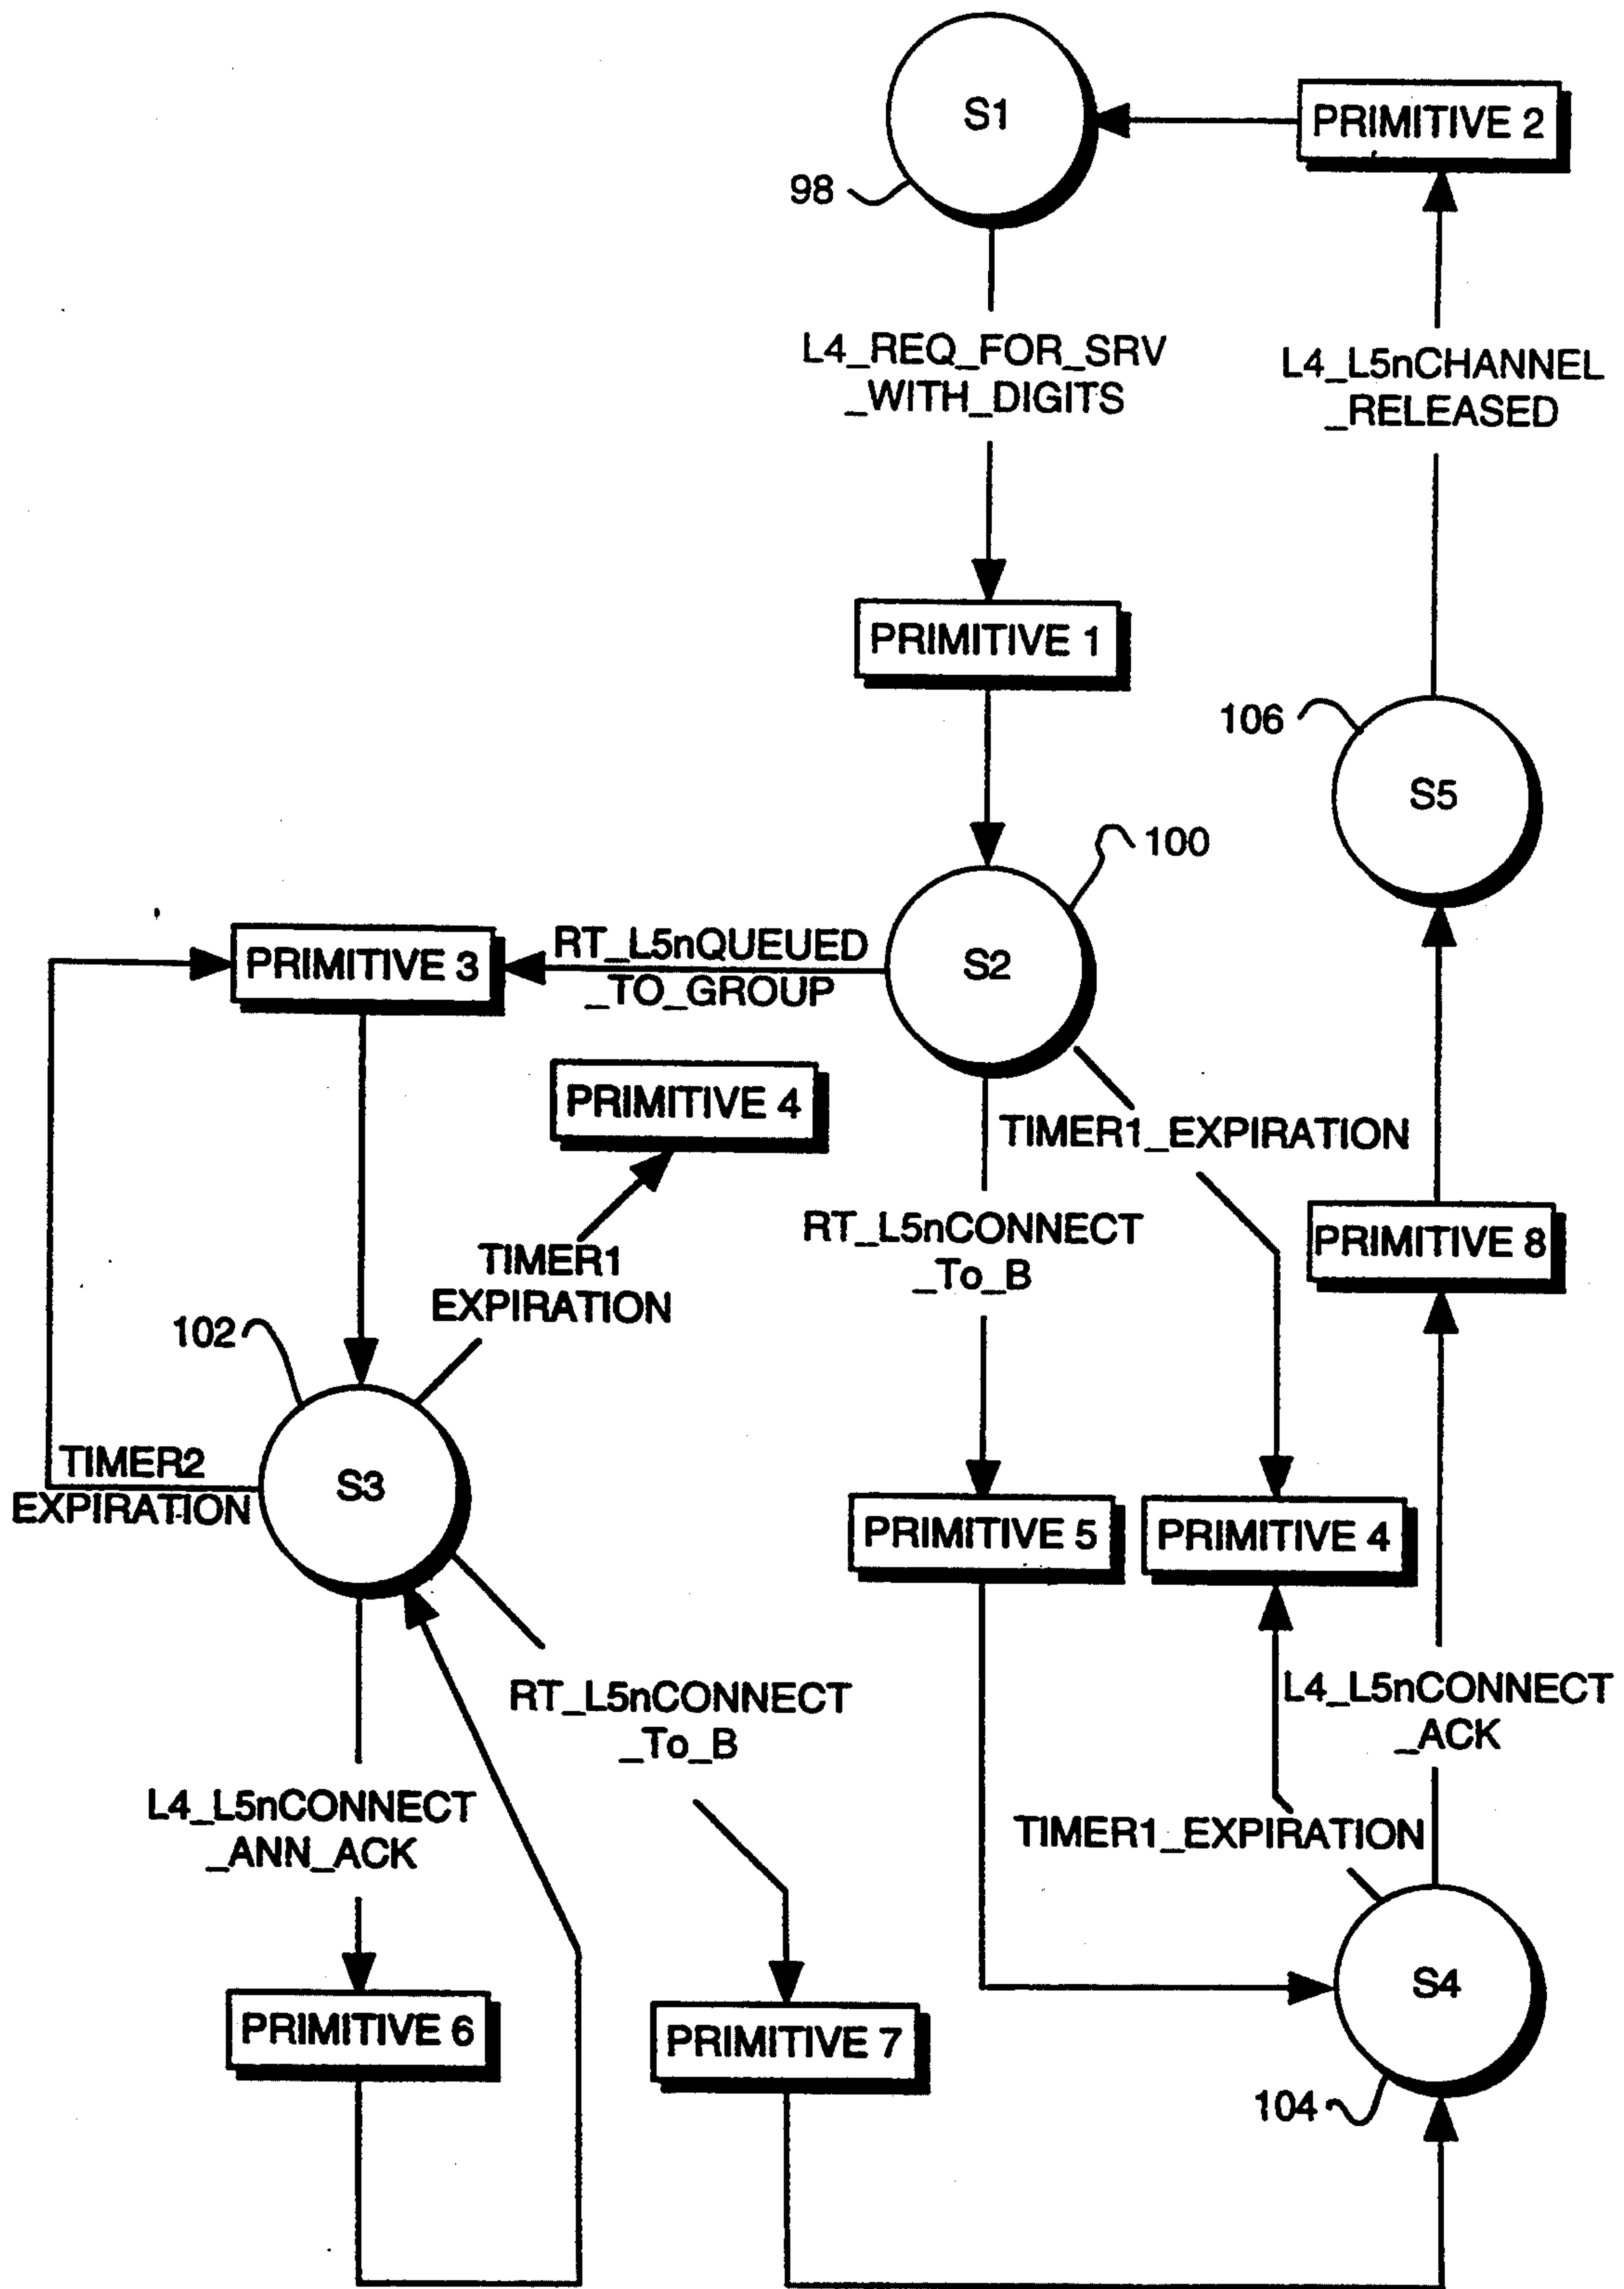 S1
PRIMITIVE 2
98
L4_REQ_FOR_SRV
_WITH_DIGITS
L4_L5nCHANNEL
_RELEASED
PRIMITIVE 1
106
S5
100
S2
RT_L5nQUEUED
_TO_GROUP
PRIMITIVE 3
PRIMITIVE 4
TIMER1_EXPIRATION
RT_L5nCONNECT
_To_B
PRIMITIVE 8
TIMER1
EXPIRATION
102
S3
TIMER2
EXPIRATION
PRIMITIVE 5
PRIMITIVE 4
RT_L5nCONNECT
_To_B
L4_L5nCONNECT
_ACK
L4_L5nCONNECT
_ANN_ACK
TIMER1_EXPIRATION
S4
PRIMITIVE 6
PRIMITIVE 7
104